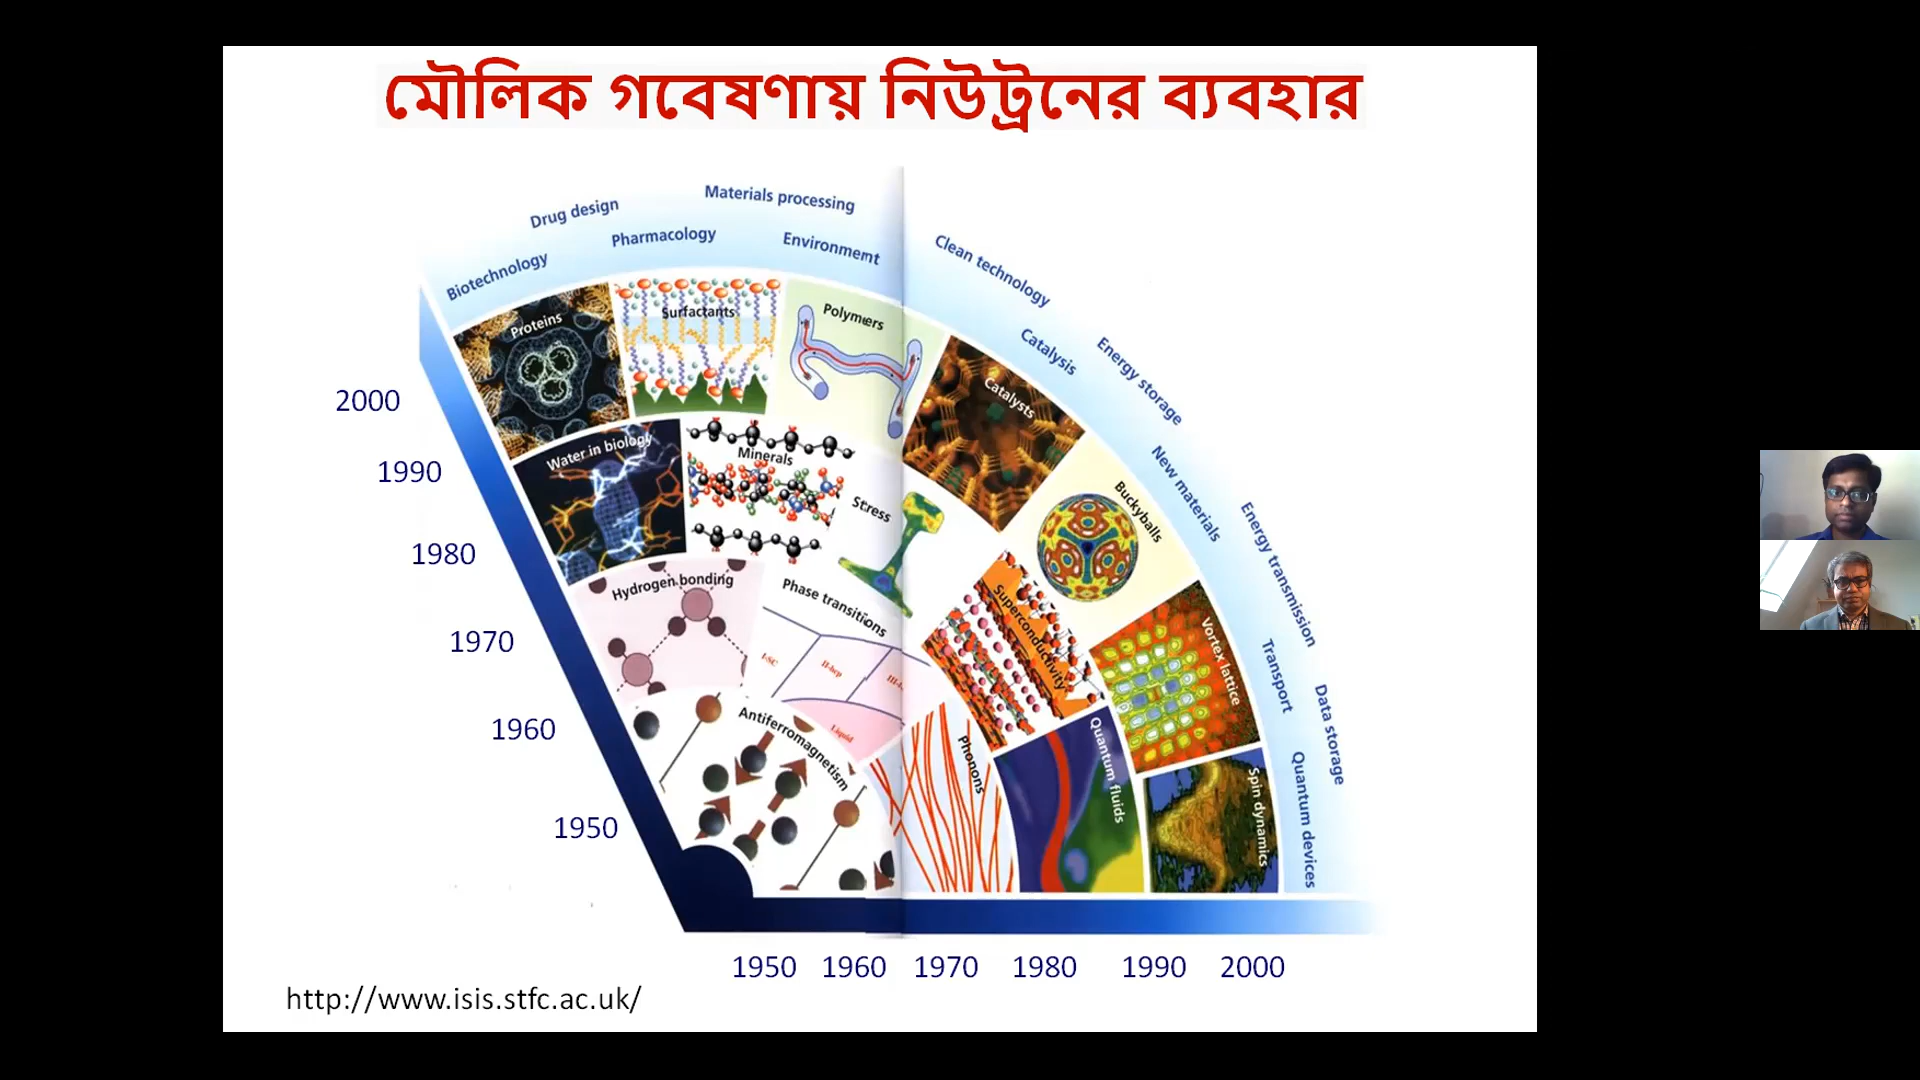 মৌলিক গবেষণায় নিউট্রনের ব্যবহার
Drug design
Materials processing
Biotechnology
Pharmacology
Environment
Clean technology
Catalysis
Energy storage
New materials
Energy transmission
Transport
Data storage
Quantum devices
Proteins
Surfactants
Polymers
Catalysts
Buckyballs
Vortex lattice
Spin dynamics
Water in biology
Minerals
Stress
Superconductivity
Quantum fluids
Hydrogen bonding
Phase transitions
I-SC
II-hcp
Liquid
Phonons
Antiferromagnetism
2000
1990
1980
1970
1960
1950
1950 1960 1970 1980 1990 2000
http://www.isis.stfc.ac.uk/